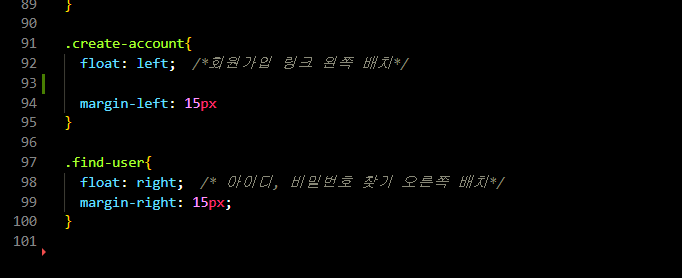 89 }
90
91 .create-account{
92 float: left; /*회원가입 링크 왼쪽 배치*/
93
94 margin-left: 15px
95 }
96
97 .find-user{
98 float: right; /* 아이디, 비밀번호 찾기 오른쪽 배치*/
99 margin-right: 15px;
100 }
101